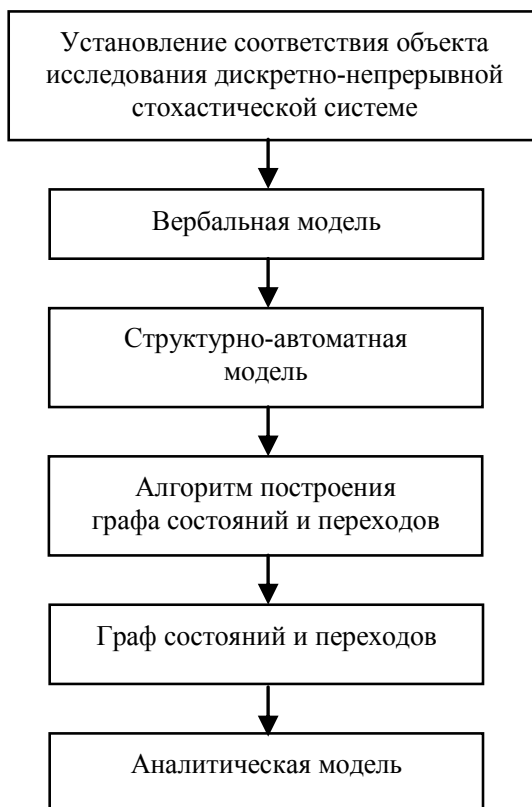 Установление соответствия объекта
исследования дискретно-непрерывной
стохастической системе
Вербальная модель
Структурно-автоматная
модель
Алгоритм построения
графа состояний и переходов
Граф состояний и переходов
Аналитическая модель